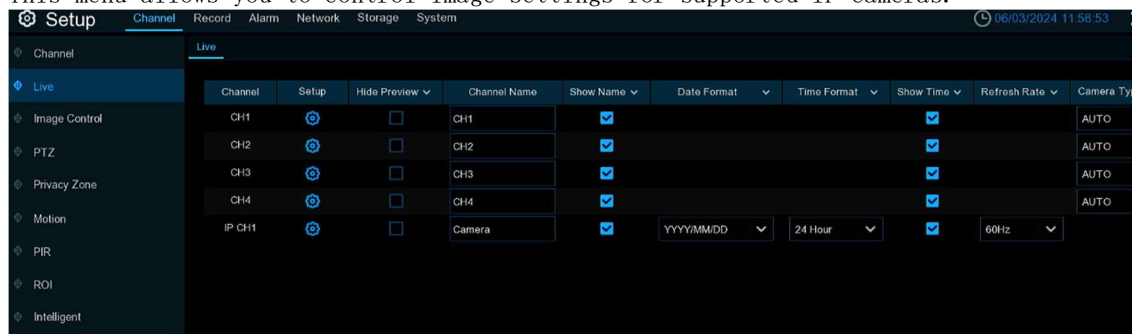 This menu allows you to control image settings for supported IP cameras.
Setup Channel Record Alarm Network Storage System 06/03/2024 11:58:53
Channel
Live
Live
Channel Setup Hide Preview Channel Name Show Name Date Format Time Format Show Time Refresh Rate Camera Typ
Image Control
CH1 CH1 AUTO
PTZ
CH2 CH2 AUTO
Privacy Zone
CH3 CH3 AUTO
CH4 CH4 AUTO
Motion
IP CH1 Camera YYYY/MM/DD 24 Hour 60Hz
PIR
ROI
Intelligent